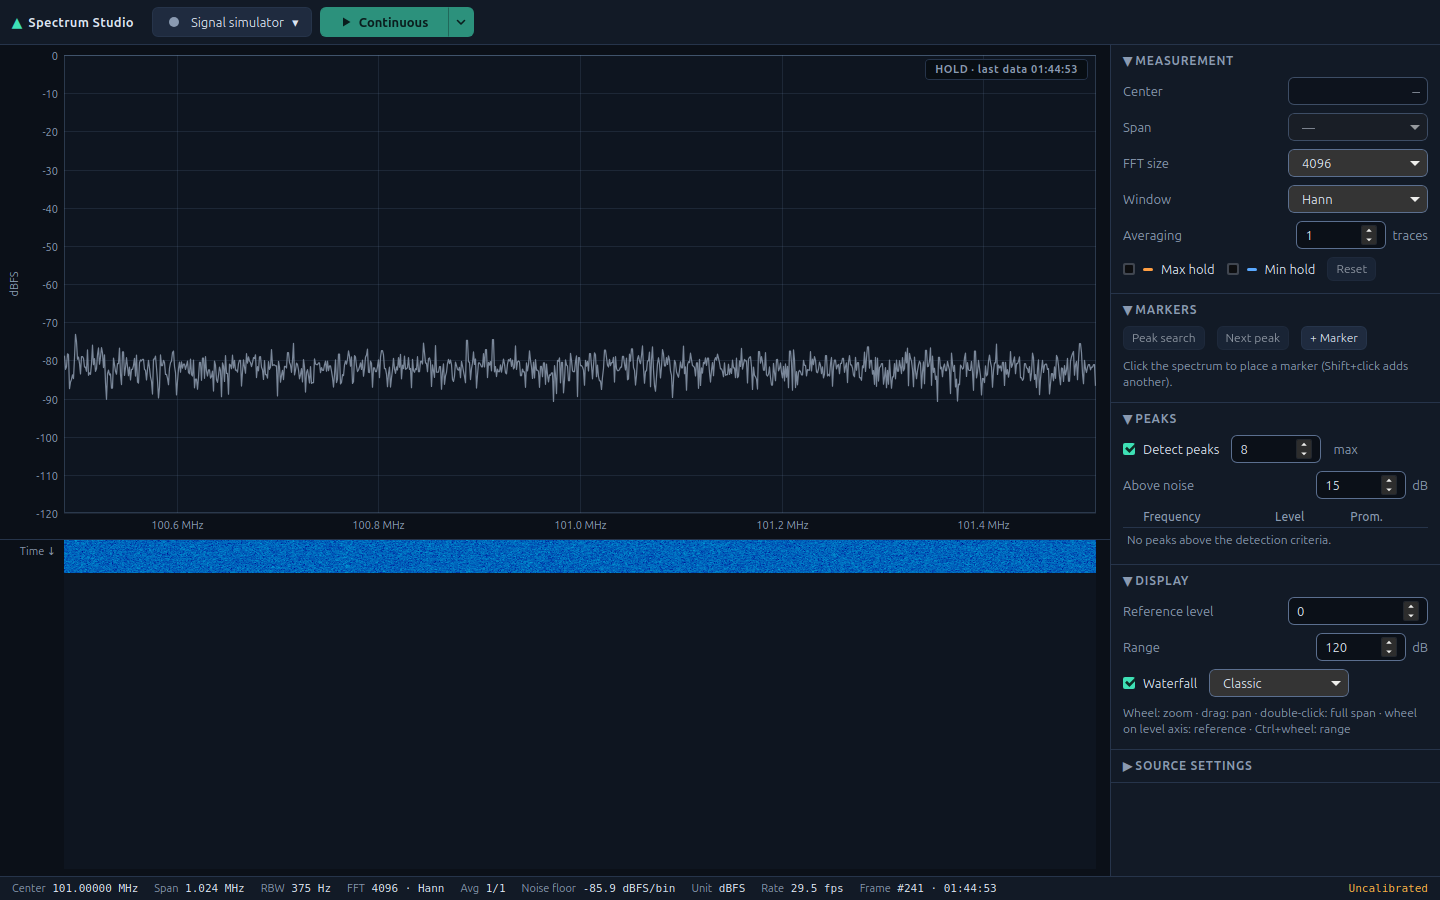 ▲ Spectrum Studio
Signal simulator ▾
▶ Continuous
HOLD · last data 01:44:53
0
-10
-20
-30
-40
-50
-60
-70
-80
-90
-100
-110
-120
dBFS
100.6 MHz 100.8 MHz 101.0 MHz 101.2 MHz 101.4 MHz
Time ↓
▼ MEASUREMENT
Center –
Span —
FFT size 4096
Window Hann
Averaging 1 traces
Max hold Min hold Reset
▼ MARKERS
Peak search Next peak + Marker
Click the spectrum to place a marker (Shift+click adds
another).
▼ PEAKS
Detect peaks 8 max
Above noise 15 dB
Frequency Level Prom.
No peaks above the detection criteria.
▼ DISPLAY
Reference level 0
Range 120 dB
Waterfall Classic
Wheel: zoom · drag: pan · double-click: full span · wheel
on level axis: reference · Ctrl+wheel: range
▶ SOURCE SETTINGS
Center 101.00000 MHz Span 1.024 MHz RBW 375 Hz FFT 4096 · Hann Avg 1/1 Noise floor -85.9 dBFS/bin Unit dBFS Rate 29.5 fps Frame #241 · 01:44:53 Uncalibrated